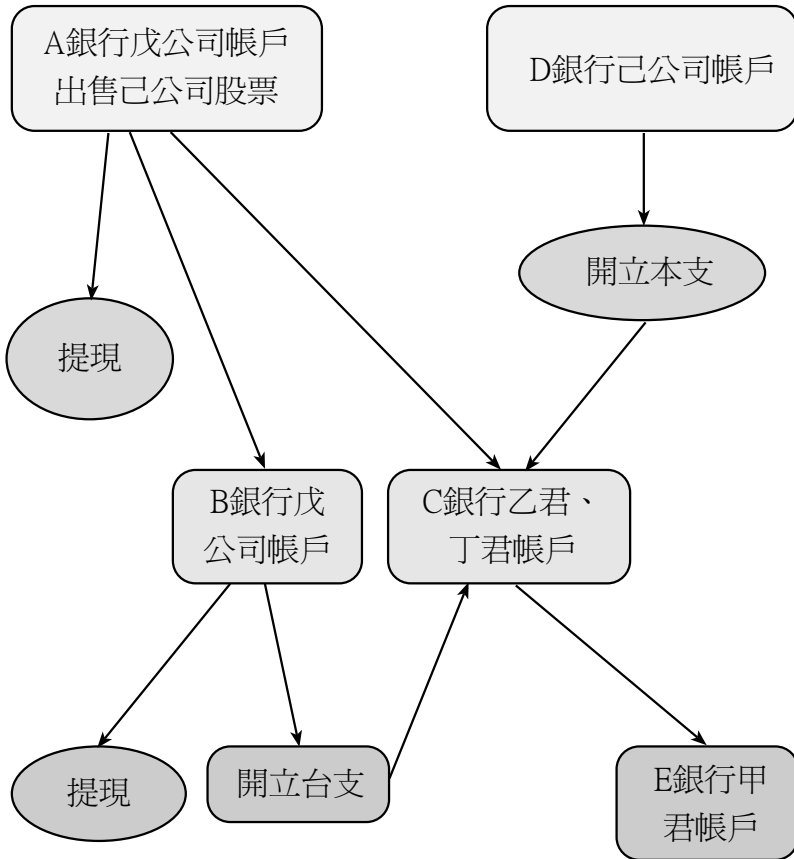 A銀行戊公司帳戶
出售己公司股票
D銀行己公司帳戶
開立本支
提現
B銀行戊
公司帳戶
C銀行乙君、
丁君帳戶
提現
開立台支
E銀行甲
君帳戶